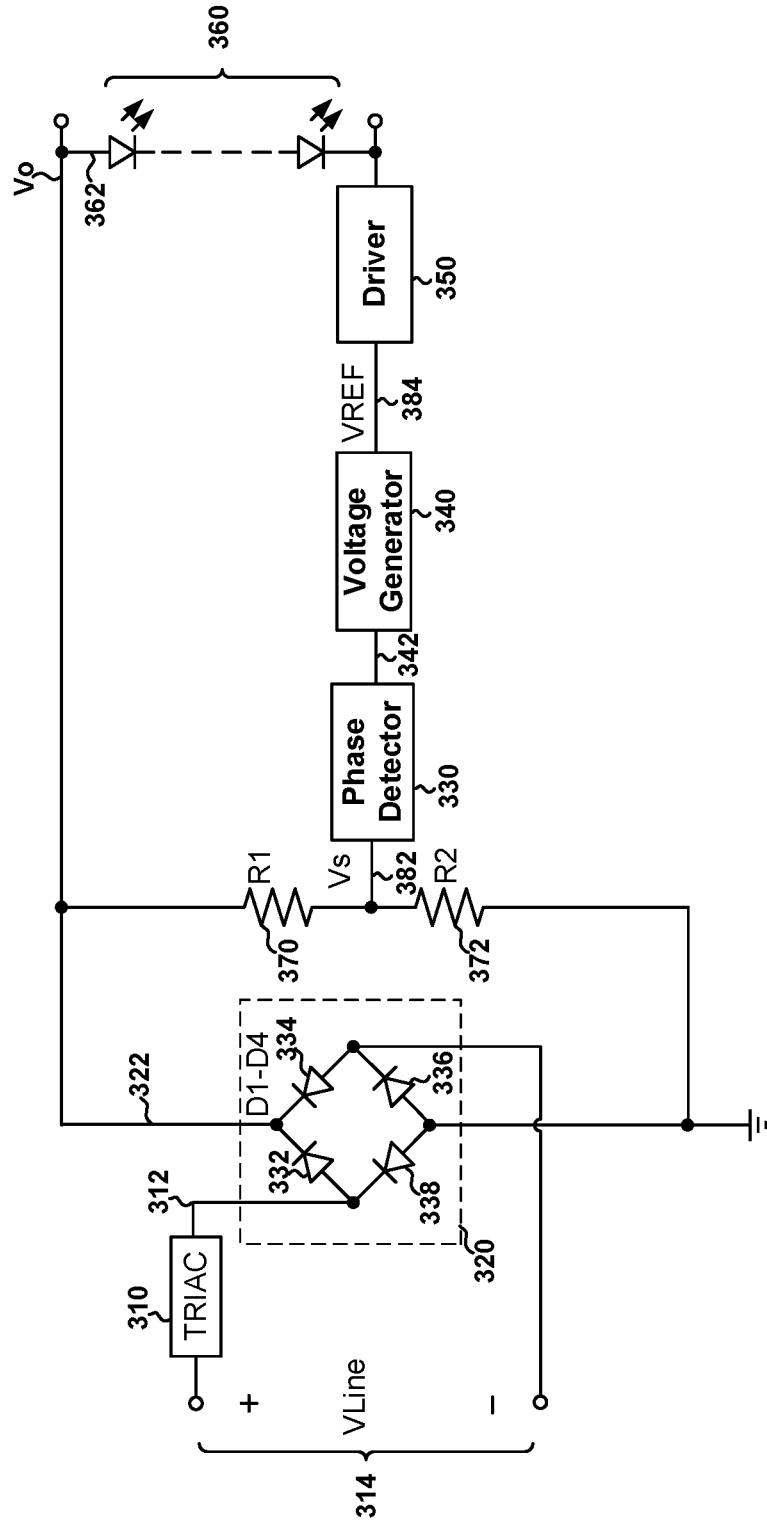 314
VLine
+
–
310
TRIAC
312
322
D1-D4
332
334
338
336
320
R1
370
Vs
382
R2
372
Phase
Detector
330
342
Voltage
Generator
340
VREF
384
Driver
350
Vo
362
360